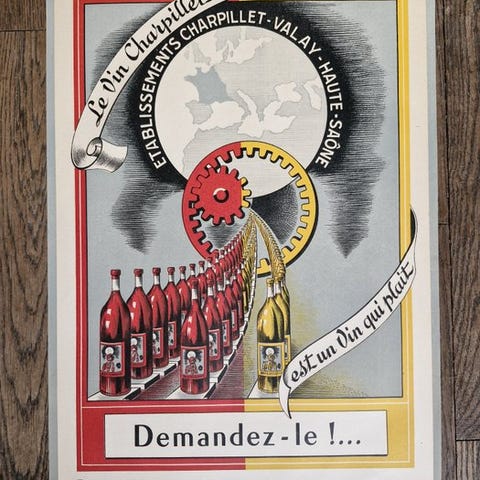 Le Vin Charpillet
ETABLISSEMENTS CHARPILLET-VALAY-HAUTE-SAÔNE
est un Vin qui plait
Demandez-le !...